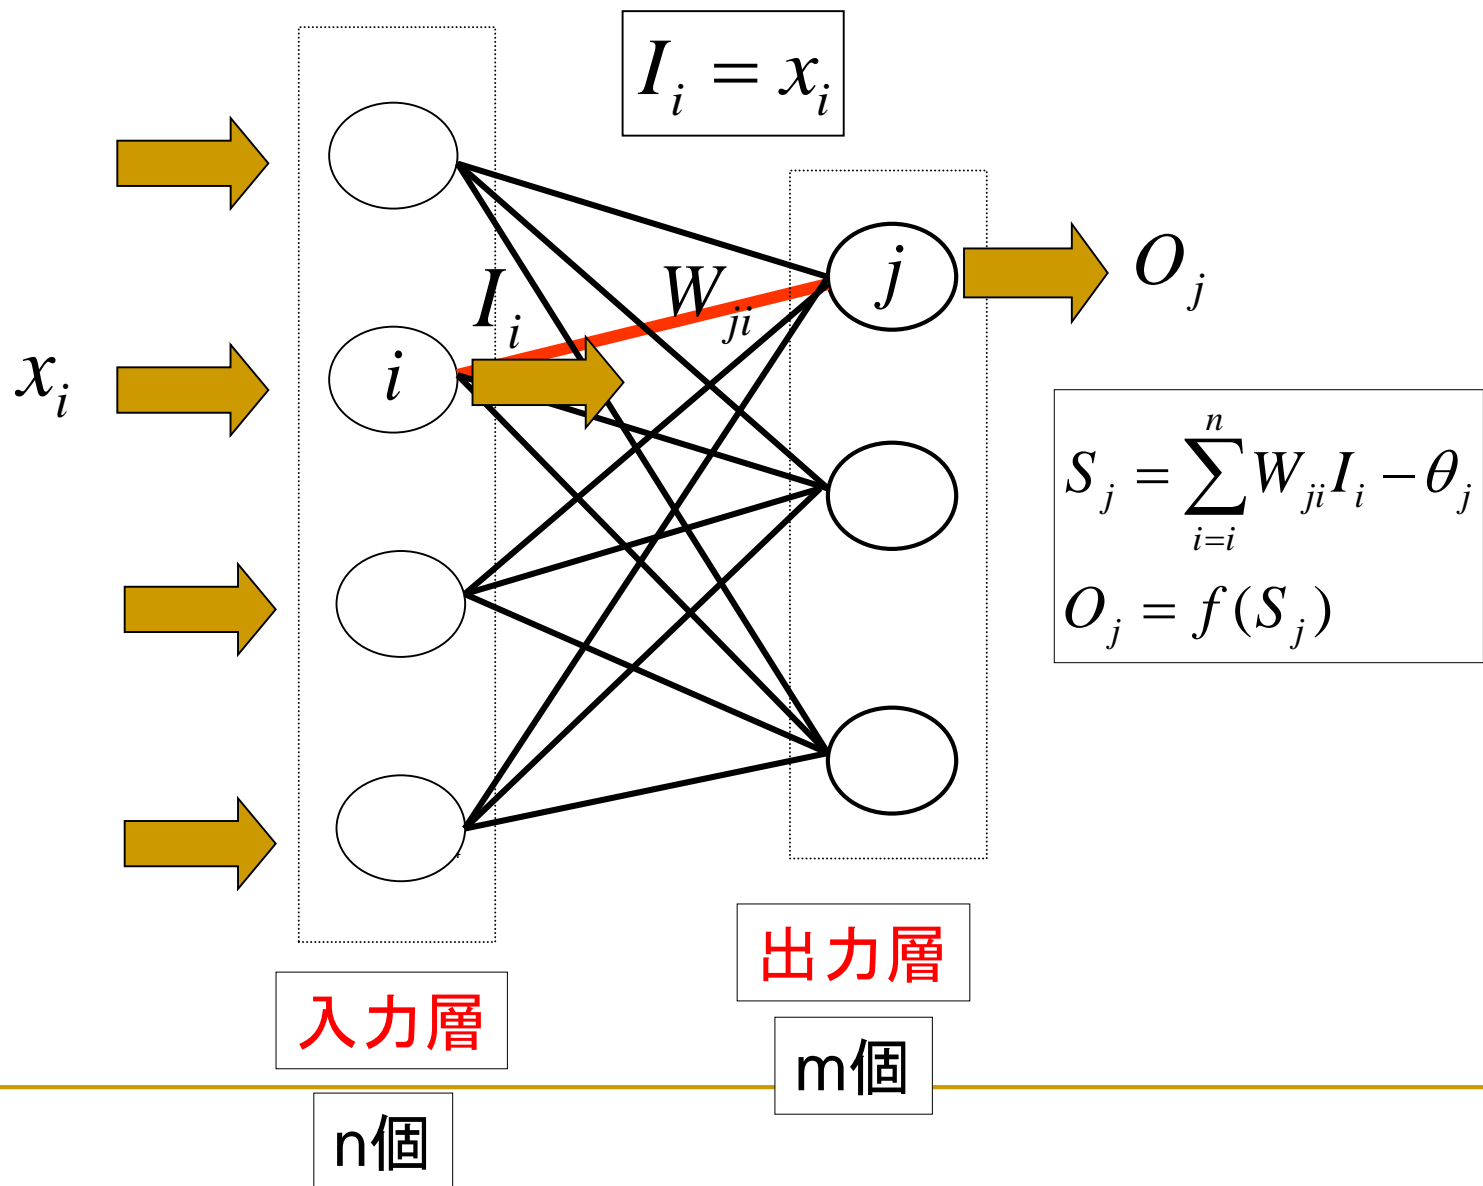 I_i = x_i
I_i
W_ji
j
O_j
x_i
i
S_j = \sum_{i=i}^{n} W_ji I_i − θ_j
O_j = f(S_j)
出力層
入力層
m個
n個